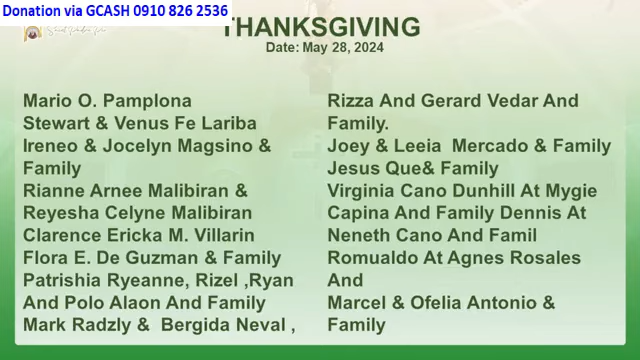 Donation via GCASH 0910 826 2536
THANKSGIVING
Date: May 28, 2024
Mario O. Pamplona
Stewart & Venus Fe Lariba
Ireneo & Jocelyn Magsino &
Family
Rianne Arnee Malibiran &
Reyesha Celyne Malibiran
Clarence Ericka M. Villarin
Flora E. De Guzman & Family
Patrishia Ryeanne, Rizel ,Ryan
And Polo Alaon And Family
Mark Radzly &  Bergida Neval ,
Rizza And Gerard Vedar And
Family.
Joey & Leeia  Mercado & Family
Jesus Que& Family
Virginia Cano Dunhill At Mygie
Capina And Family Dennis At
Neneth Cano And Famil
Romualdo At Agnes Rosales
And
Marcel & Ofelia Antonio &
Family